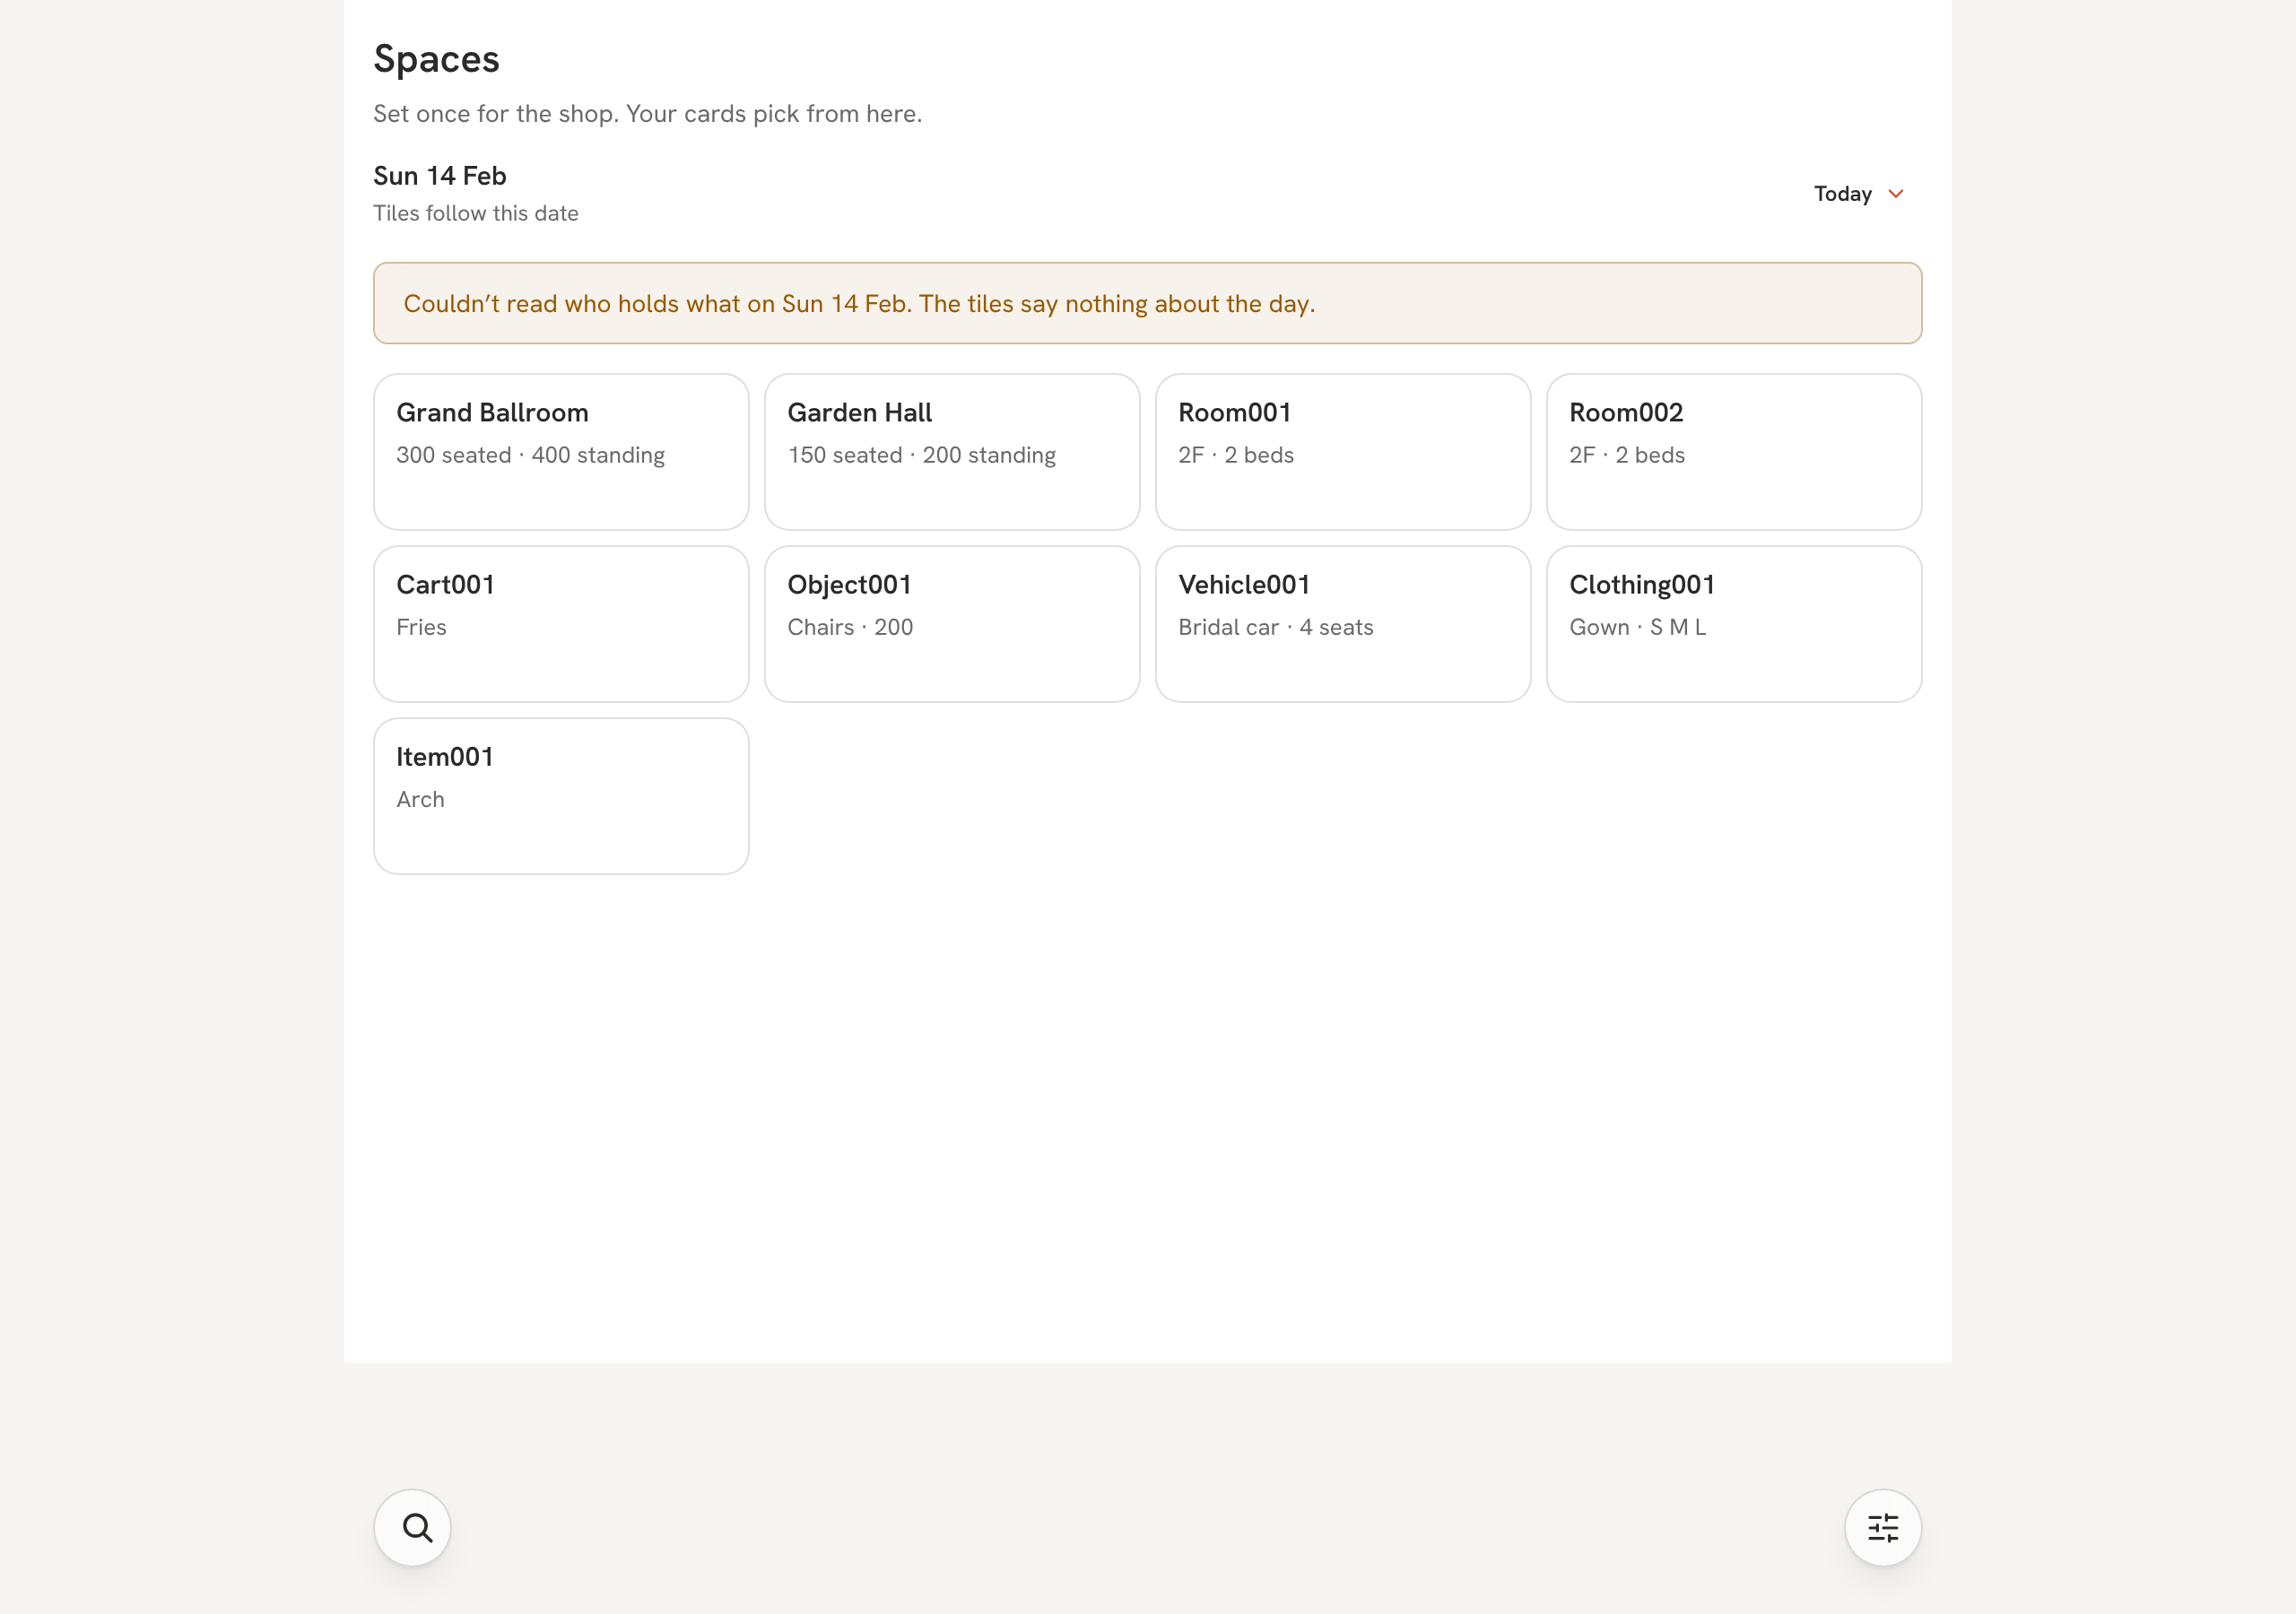 Spaces
Set once for the shop. Your cards pick from here.
Sun 14 Feb
Tiles follow this date
Today
Couldn’t read who holds what on Sun 14 Feb. The tiles say nothing about the day.
Grand Ballroom
300 seated · 400 standing
Garden Hall
150 seated · 200 standing
Room001
2F · 2 beds
Room002
2F · 2 beds
Cart001
Fries
Object001
Chairs · 200
Vehicle001
Bridal car · 4 seats
Clothing001
Gown · S M L
Item001
Arch